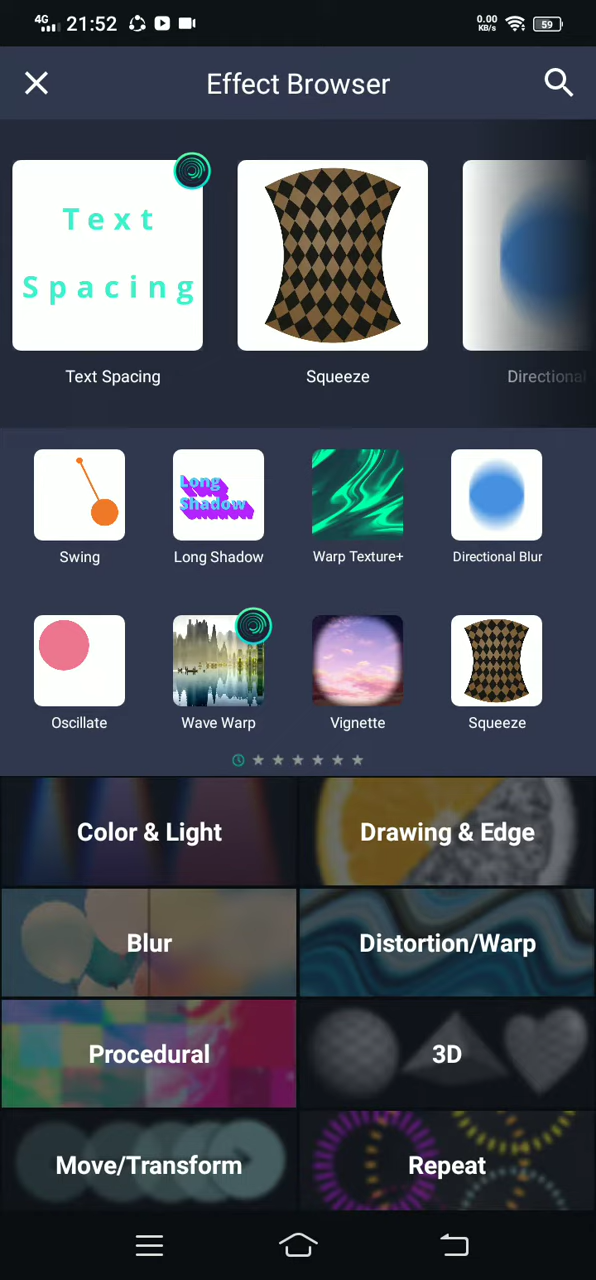 4G 21:52 0.00 KB/s 59
Effect Browser
Text
Spacing
Text Spacing Squeeze Directional
Long
Shadow
Swing Long Shadow Warp Texture+ Directional Blur
Oscillate Wave Warp Vignette Squeeze
Color & Light Drawing & Edge
Blur Distortion/Warp
Procedural 3D
Move/Transform Repeat